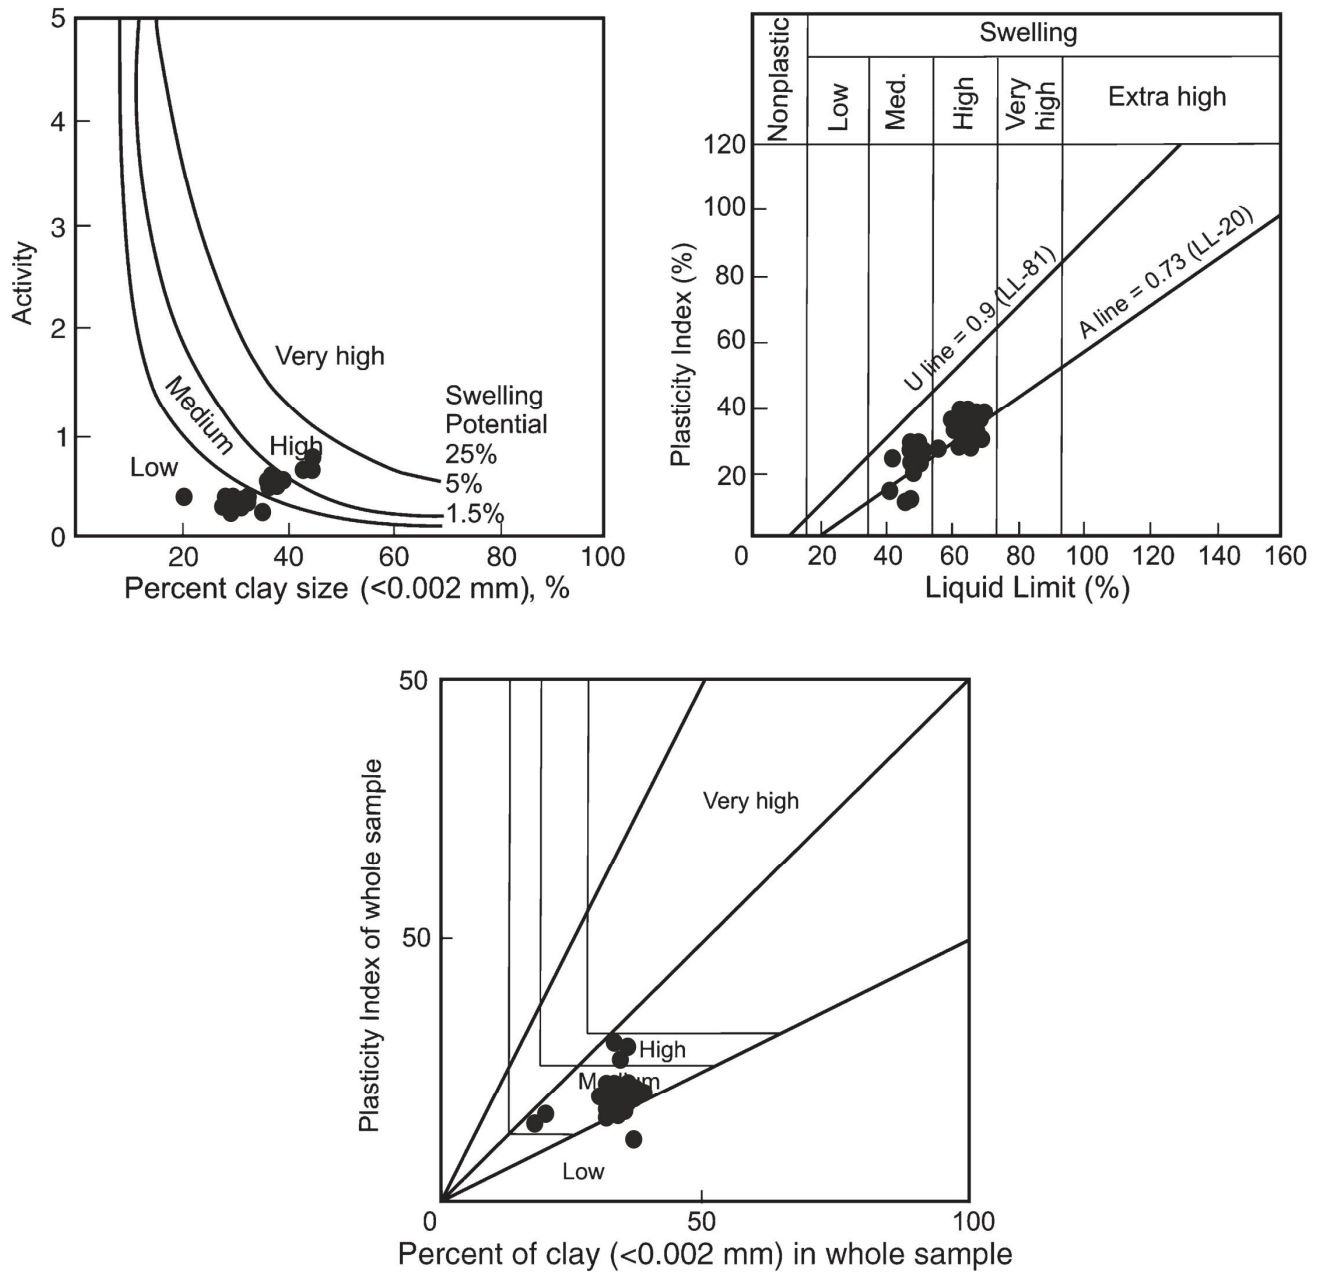 5
4
3
2
1
0
Activity
Very high
Medium
High
Low
Swelling
Potential
25%
5%
1.5%
20
40
60
80
100
Percent clay size (<0.002 mm), %
Nonplastic
Swelling
Low
Med.
High
Very
high
Extra high
120
100
80
60
40
20
Plasticity Index (%)
U line = 0.9 (LL-81)
A line = 0.73 (LL-20)
0
20
40
60
80
100
120
140
160
Liquid Limit (%)
50
50
Plasticity Index of whole sample
Very high
High
Medium
Low
0
50
100
Percent of clay (<0.002 mm) in whole sample